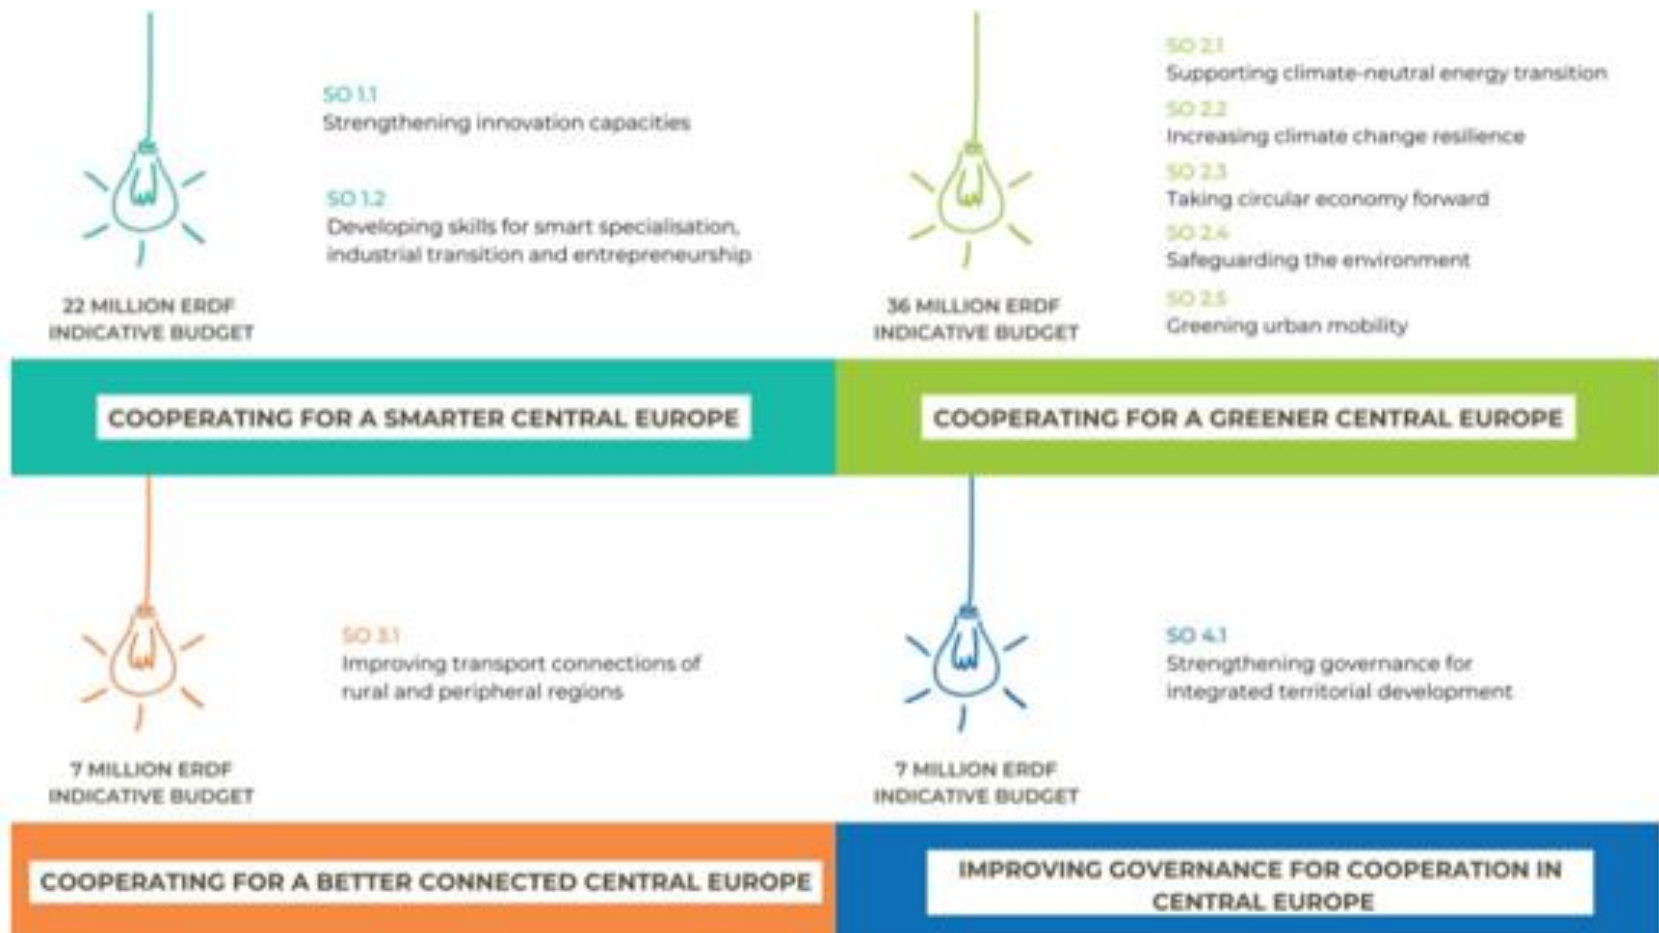 SO 1.1
Strengthening innovation capacities
SO 1.2
Developing skills for smart specialisation,
industrial transition and entrepreneurship
22 MILLION ERDF
INDICATIVE BUDGET
COOPERATING FOR A SMARTER CENTRAL EUROPE
SO 2.1
Supporting climate-neutral energy transition
SO 2.2
Increasing climate change resilience
SO 2.3
Taking circular economy forward
SO 2.4
Safeguarding the environment
SO 2.5
Greening urban mobility
36 MILLION ERDF
INDICATIVE BUDGET
COOPERATING FOR A GREENER CENTRAL EUROPE
SO 3.1
Improving transport connections of
rural and peripheral regions
7 MILLION ERDF
INDICATIVE BUDGET
COOPERATING FOR A BETTER CONNECTED CENTRAL EUROPE
SO 4.1
Strengthening governance for
integrated territorial development
7 MILLION ERDF
INDICATIVE BUDGET
IMPROVING GOVERNANCE FOR COOPERATION IN
CENTRAL EUROPE